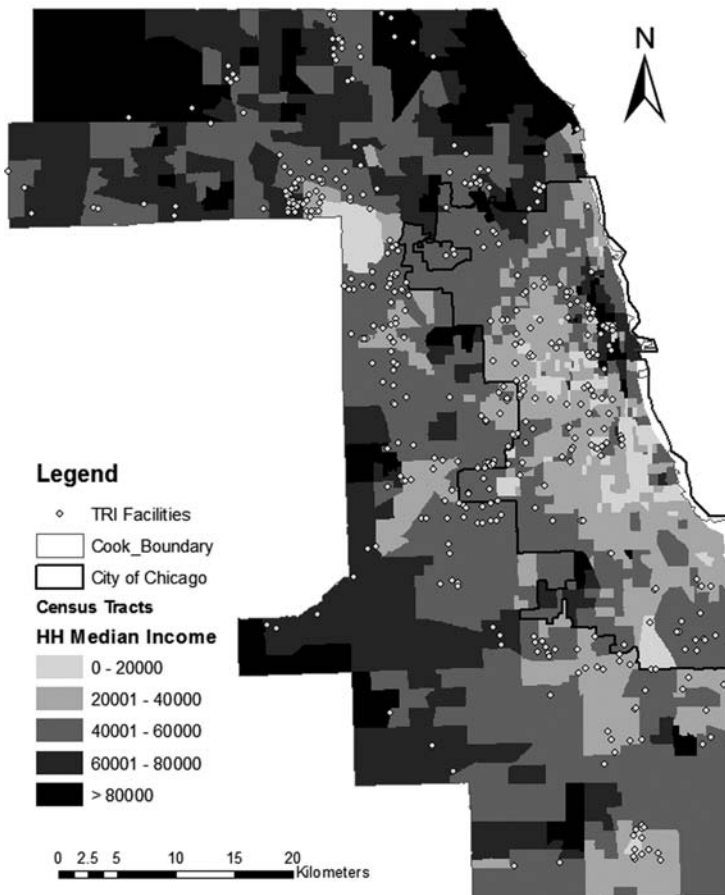 N
Legend
TRI Facilities
Cook_Boundary
City of Chicago
Census Tracts
HH Median Income
0 - 20000
20001 - 40000
40001 - 60000
60001 - 80000
> 80000
0 2.5 5 10 15 20
Kilometers